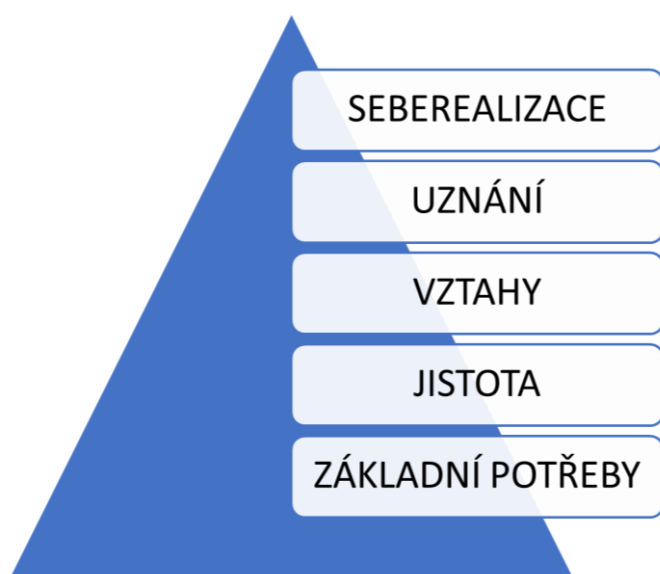 SEBEREALIZACE
UZNÁNÍ
VZTAHY
JISTOTA
ZÁKLADNÍ POTŘEBY